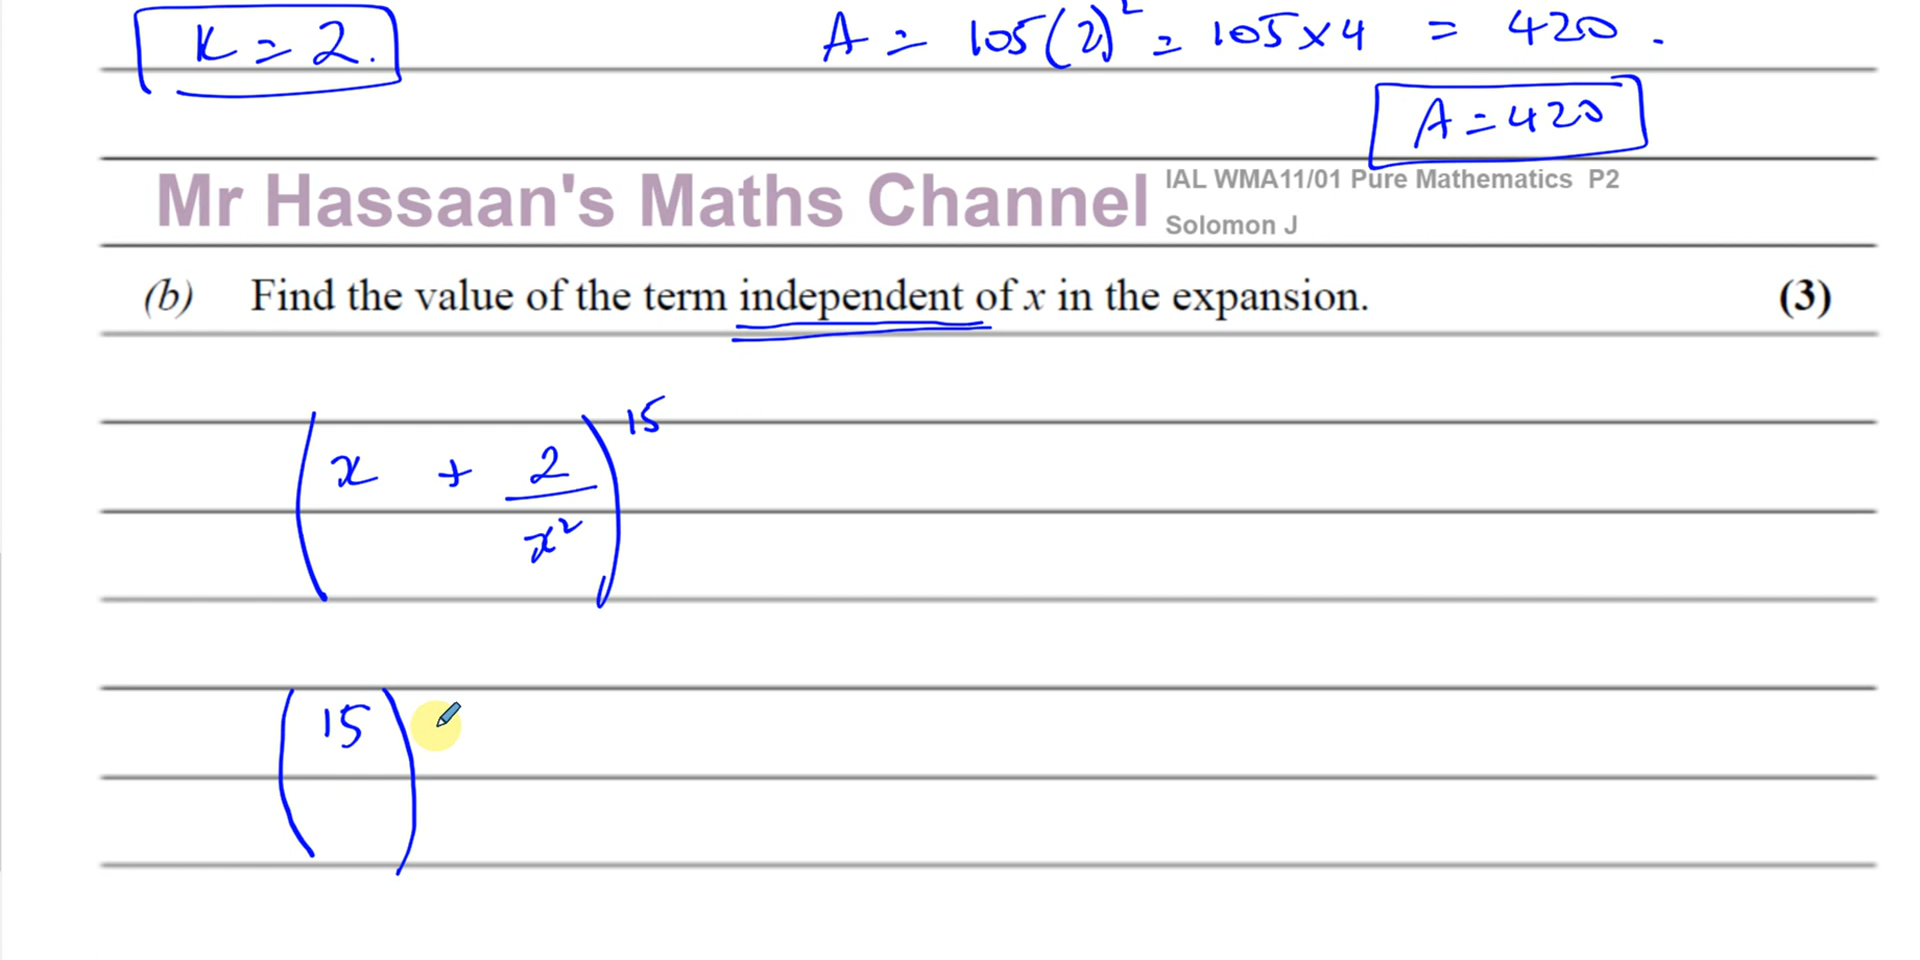 K = 2.
A = 105(2)² = 105×4 = 420.
A = 420
Mr Hassaan's Maths Channel
IAL WMA11/01 Pure Mathematics P2
Solomon J
(b) Find the value of the term independent of x in the expansion. (3)
(x + 2/x²)¹⁵
(15)